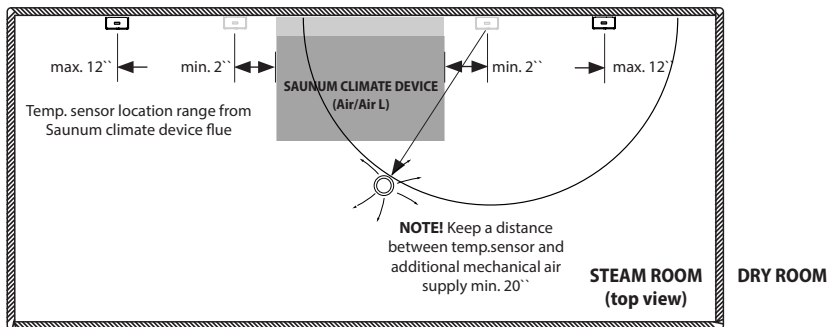 max. 12``
min. 2``
SAUNUM CLIMATE DEVICE
(Air/Air L)
min. 2``
max. 12``
Temp. sensor location range from
Saunum climate device flue
NOTE! Keep a distance
between temp.sensor and
additional mechanical air
supply min. 20``
STEAM ROOM
(top view)
DRY ROOM